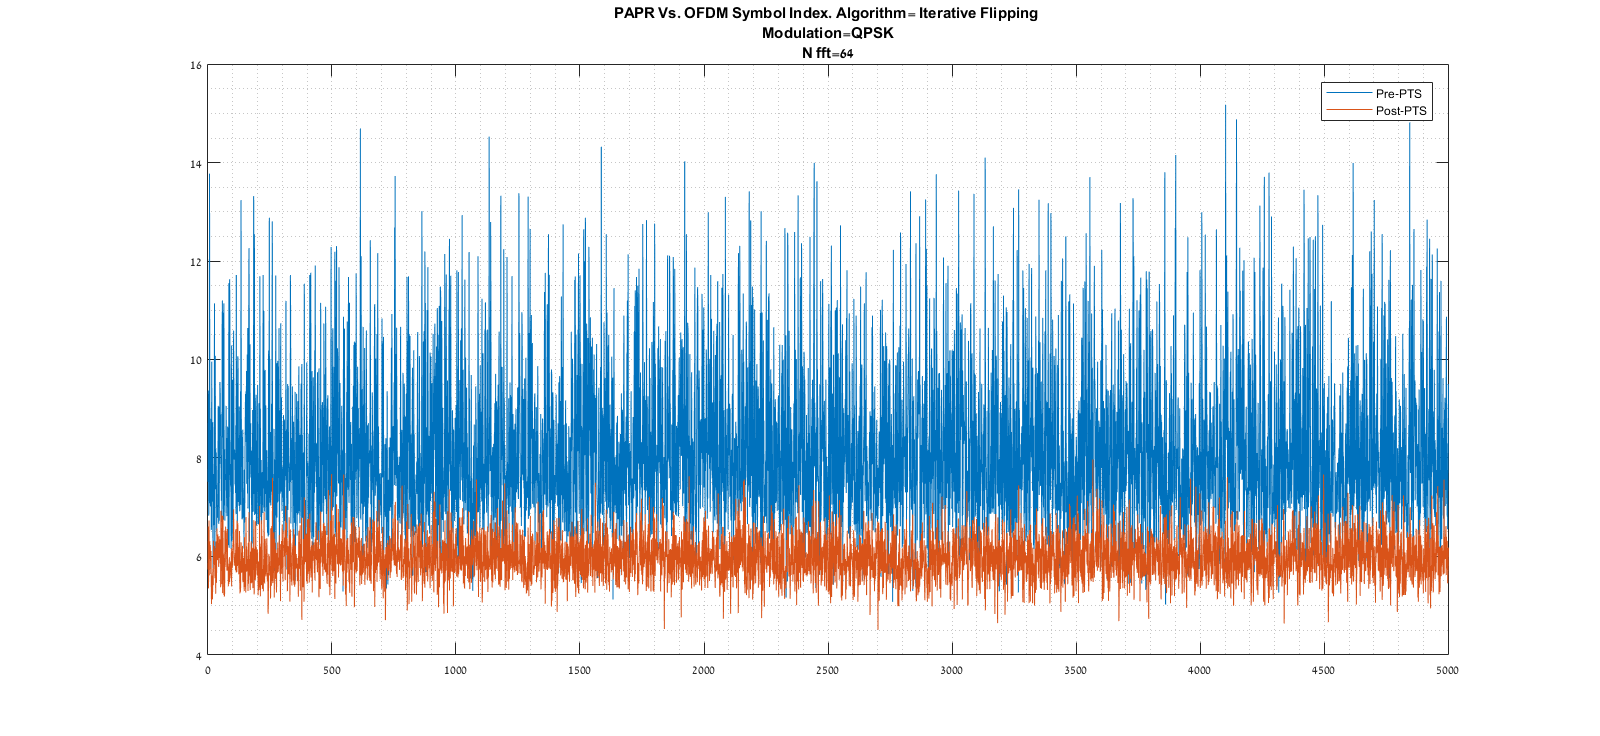 PAPR Vs. OFDM Symbol Index. Algorithm= Iterative Flipping
Modulation=QPSK
N fft=64
16
14
12
10
8
6
4
Pre-PTS
Post-PTS
0 500 1000 1500 2000 2500 3000 3500 4000 4500 5000